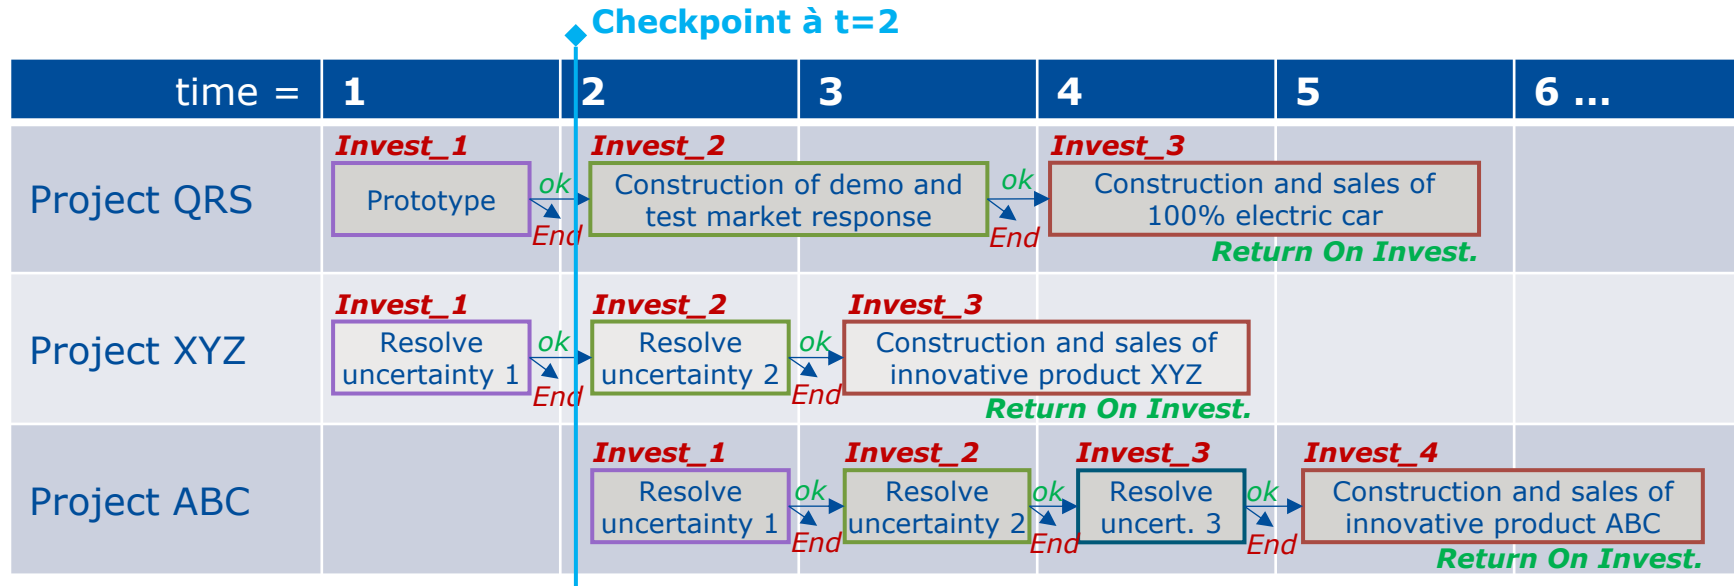 Checkpoint à t=2
time = 1 2 3 4 5 6 ...
Project QRS
Invest_1
Prototype
ok
End
Invest_2
Construction of demo and
test market response
ok
End
Invest_3
Construction and sales of
100% electric car
Return On Invest.
Project XYZ
Invest_1
Resolve
uncertainty 1
ok
End
Invest_2
Resolve
uncertainty 2
ok
End
Invest_3
Construction and sales of
innovative product XYZ
Return On Invest.
Project ABC
Invest_1
Resolve
uncertainty 1
ok
End
Invest_2
Resolve
uncertainty 2
ok
End
Invest_3
Resolve
uncert. 3
ok
End
Invest_4
Construction and sales of
innovative product ABC
Return On Invest.